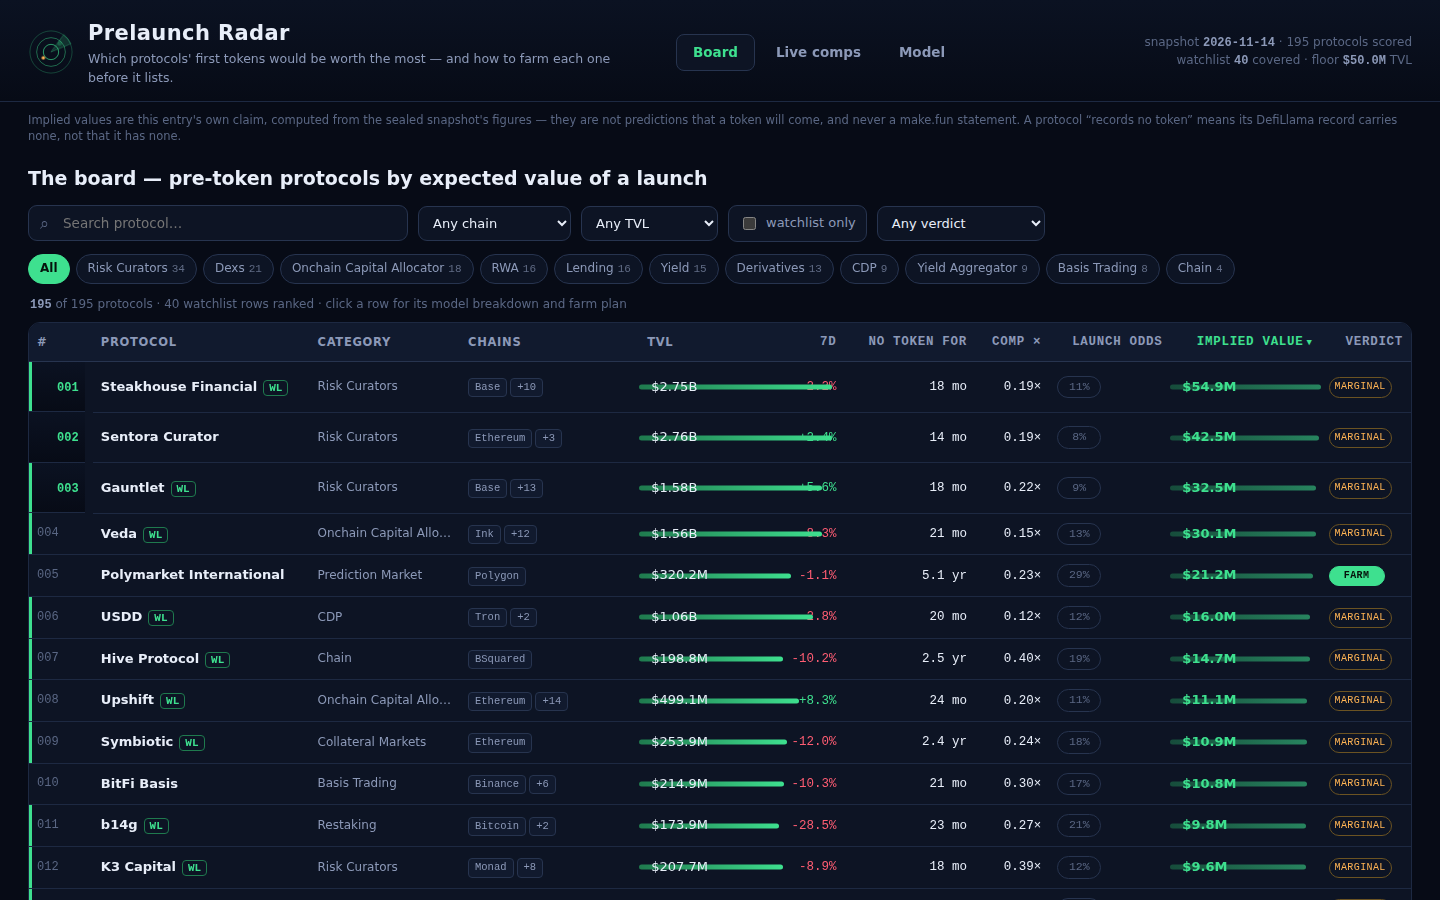 Prelaunch Radar
Which protocols' first tokens would be worth the most — and how to farm each one
before it lists.
Board Live comps Model
snapshot 2026-11-14 · 195 protocols scored
watchlist 40 covered · floor $50.0M TVL
Implied values are this entry's own claim, computed from the sealed snapshot's figures — they are not predictions that a token will come, and never a make.fun statement. A protocol “records no token” means its DefiLlama record carries
none, not that it has none.
The board — pre-token protocols by expected value of a launch
Search protocol... Any chain Any TVL watchlist only Any verdict
All Risk Curators 34 Dexs 21 Onchain Capital Allocator 18 RWA 16 Lending 16 Yield 15 Derivatives 13 CDP 9 Yield Aggregator 9 Basis Trading 8 Chain 4
195 of 195 protocols · 40 watchlist rows ranked · click a row for its model breakdown and farm plan
# PROTOCOL CATEGORY CHAINS TVL 7D NO TOKEN FOR COMP × LAUNCH ODDS IMPLIED VALUE ▼ VERDICT
001 Steakhouse Financial WL Risk Curators Base +10 $2.75B 18 mo 0.19× 11% $54.9M MARGINAL
002 Sentora Curator Risk Curators Ethereum +3 $2.76B 14 mo 0.19× 8% $42.5M MARGINAL
003 Gauntlet WL Risk Curators Base +13 $1.58B 18 mo 0.22× 9% $32.5M MARGINAL
004 Veda WL Onchain Capital Allo... Ink +12 $1.56B 21 mo 0.15× 13% $30.1M MARGINAL
005 Polymarket International Prediction Market Polygon $320.2M -1.1% 5.1 yr 0.23× 29% $21.2M FARM
006 USDD WL CDP Tron +2 $1.06B 20 mo 0.12× 12% $16.0M MARGINAL
007 Hive Protocol WL Chain BSquared $198.8M -10.2% 2.5 yr 0.40× 19% $14.7M MARGINAL
008 Upshift WL Onchain Capital Allo... Ethereum +14 $499.1M +8.3% 24 mo 0.20× 11% $11.1M MARGINAL
009 Symbiotic WL Collateral Markets Ethereum $253.9M -12.0% 2.4 yr 0.24× 18% $10.9M MARGINAL
010 BitFi Basis Basis Trading Binance +6 $214.9M -10.3% 21 mo 0.30× 17% $10.8M MARGINAL
011 b14g WL Restaking Bitcoin +2 $173.9M -28.5% 23 mo 0.27× 21% $9.8M MARGINAL
012 K3 Capital WL Risk Curators Monad +8 $207.7M -8.9% 18 mo 0.39× 12% $9.6M MARGINAL